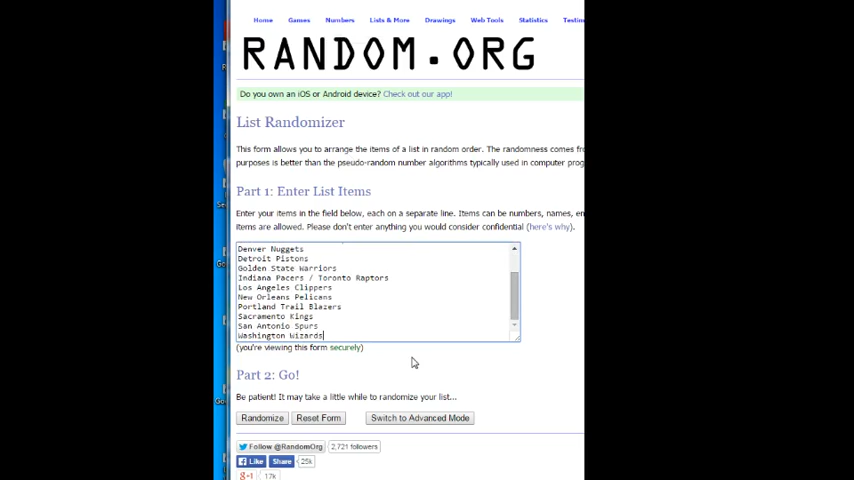 Home Games Numbers Lists & More Drawings Web Tools Statistics Testin
RANDOM.ORG
Do you own an iOS or Android device? Check out our app!
List Randomizer
This form allows you to arrange the items of a list in random order. The randomness comes fr
purposes is better than the pseudo-random number algorithms typically used in computer prog
Part 1: Enter List Items
Enter your items in the field below, each on a separate line. Items can be numbers, names, en
items are allowed. Please don't enter anything you would consider confidential (here's why).
Denver Nuggets
Detroit Pistons
Golden State Warriors
Indiana Pacers / Toronto Raptors
Los Angeles Clippers
New Orleans Pelicans
Portland Trail Blazers
Sacramento Kings
San Antonio Spurs
Washington Wizards
(you're viewing this form securely)
Part 2: Go!
Be patient! It may take a little while to randomize your list...
Randomize Reset Form Switch to Advanced Mode
Follow @RandomOrg 2,721 followers
Like Share 25k
g+1 17k